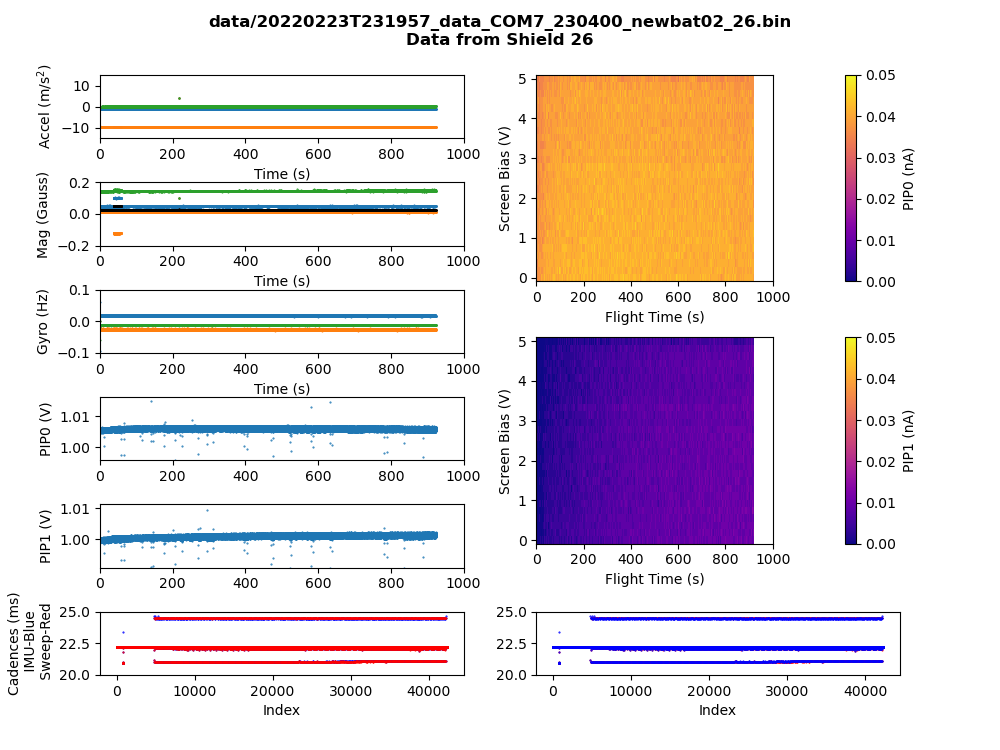 data/20220223T231957_data_COM7_230400_newbat02_26.bin
Data from Shield 26
Accel (m/s²)
10
0
−10
0 200 400 600 800 1000
Time (s)
Mag (Gauss)
0.2
0.0
−0.2
0 200 400 600 800 1000
Time (s)
Gyro (Hz)
0.1
0.0
−0.1
0 200 400 600 800 1000
Time (s)
PIP0 (V)
1.01
1.00
0 200 400 600 800 1000
PIP1 (V)
1.01
1.00
0 200 400 600 800 1000
Cadences (ms)
IMU-Blue
Sweep-Red
25.0
22.5
20.0
0 10000 20000 30000 40000
Index
Screen Bias (V)
5
4
3
2
1
0
0 200 400 600 800 1000
Flight Time (s)
0.05
0.04
0.03
0.02
0.01
0.00
PIP0 (nA)
Screen Bias (V)
5
4
3
2
1
0
0 200 400 600 800 1000
Flight Time (s)
0.05
0.04
0.03
0.02
0.01
0.00
PIP1 (nA)
25.0
22.5
20.0
0 10000 20000 30000 40000
Index